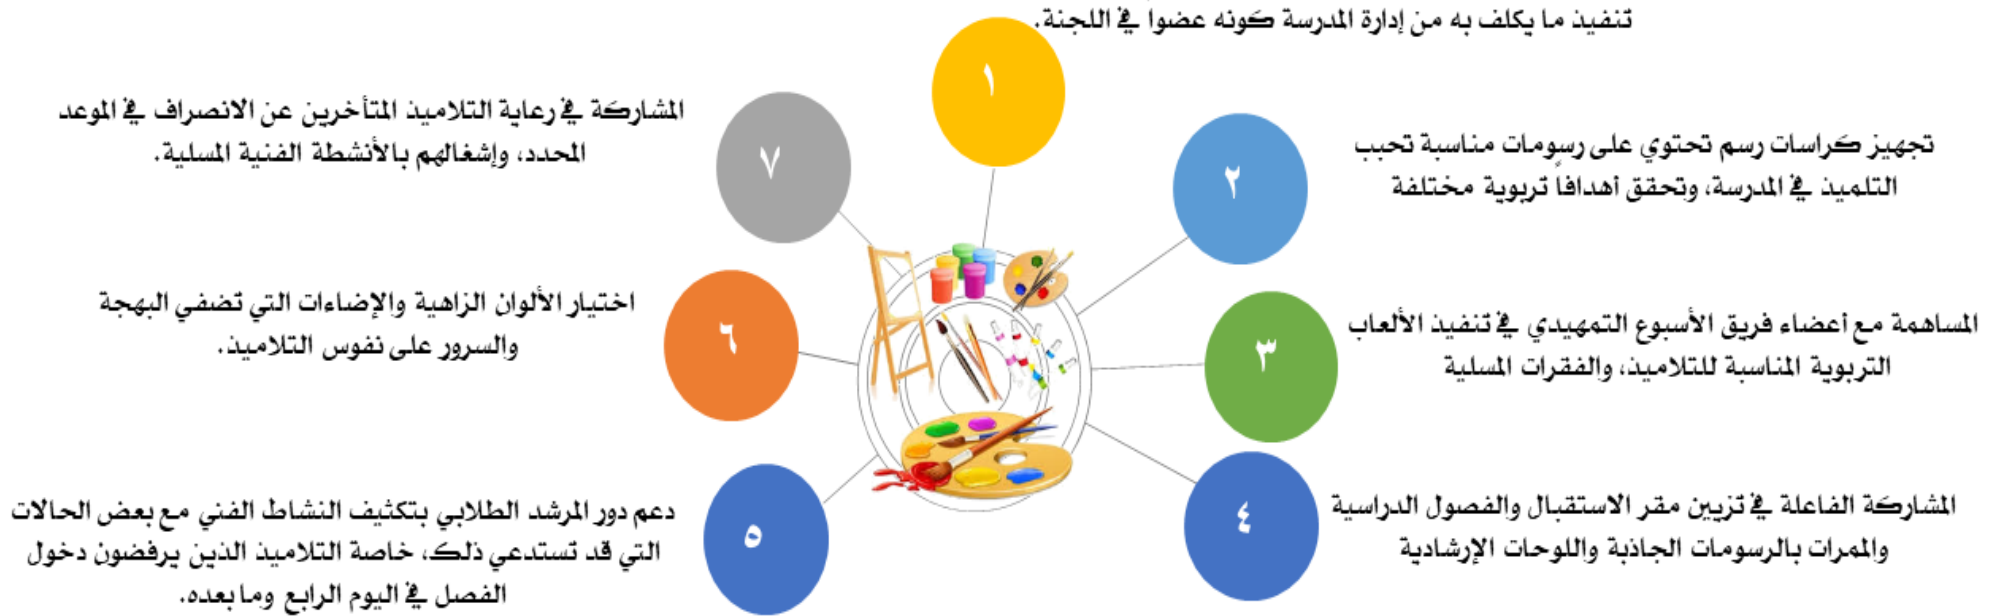 تنفيذ ما يكلف به من إدارة المدرسة كونه عضواً في اللجنة.
١
تجهيز كراسات رسم تحتوي على رسومات مناسبة تحبب
التلميذ في المدرسة، وتحقق أهدافاً تربوية مختلفة
٢
المساهمة مع أعضاء فريق الأسبوع التمهيدي في تنفيذ الألعاب
التربوية المناسبة للتلاميذ، والفقرات المسلية
٣
المشاركة الفاعلة في تزيين مقر الاستقبال والفصول الدراسية
والممرات بالرسومات الجاذبة واللوحات الإرشادية
٤
دعم دور المرشد الطلابي بتكثيف النشاط الفني مع بعض الحالات
التي قد تستدعي ذلك، خاصة التلاميذ الذين يرفضون دخول
الفصل في اليوم الرابع وما بعده.
٥
اختيار الألوان الزاهية والإضاءات التي تضفي البهجة
والسرور على نفوس التلاميذ.
٦
المشاركة في رعاية التلاميذ المتأخرين عن الانصراف في الموعد
المحدد، وإشغالهم بالأنشطة الفنية المسلية.
٧